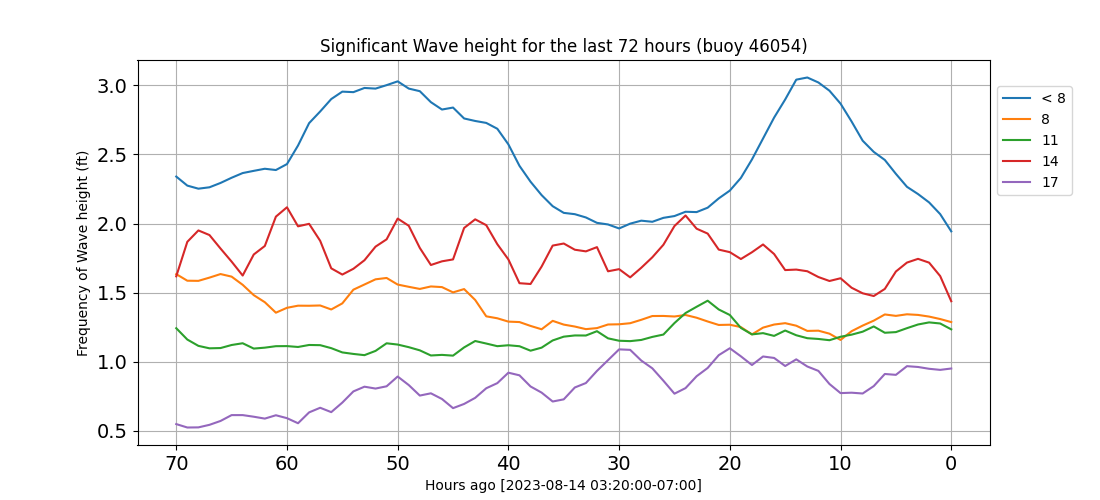 Significant Wave height for the last 72 hours (buoy 46054)
Frequency of Wave height (ft)
3.0
2.5
2.0
1.5
1.0
0.5
70 60 50 40 30 20 10 0
Hours ago [2023-08-14 03:20:00-07:00]
< 8
8
11
14
17